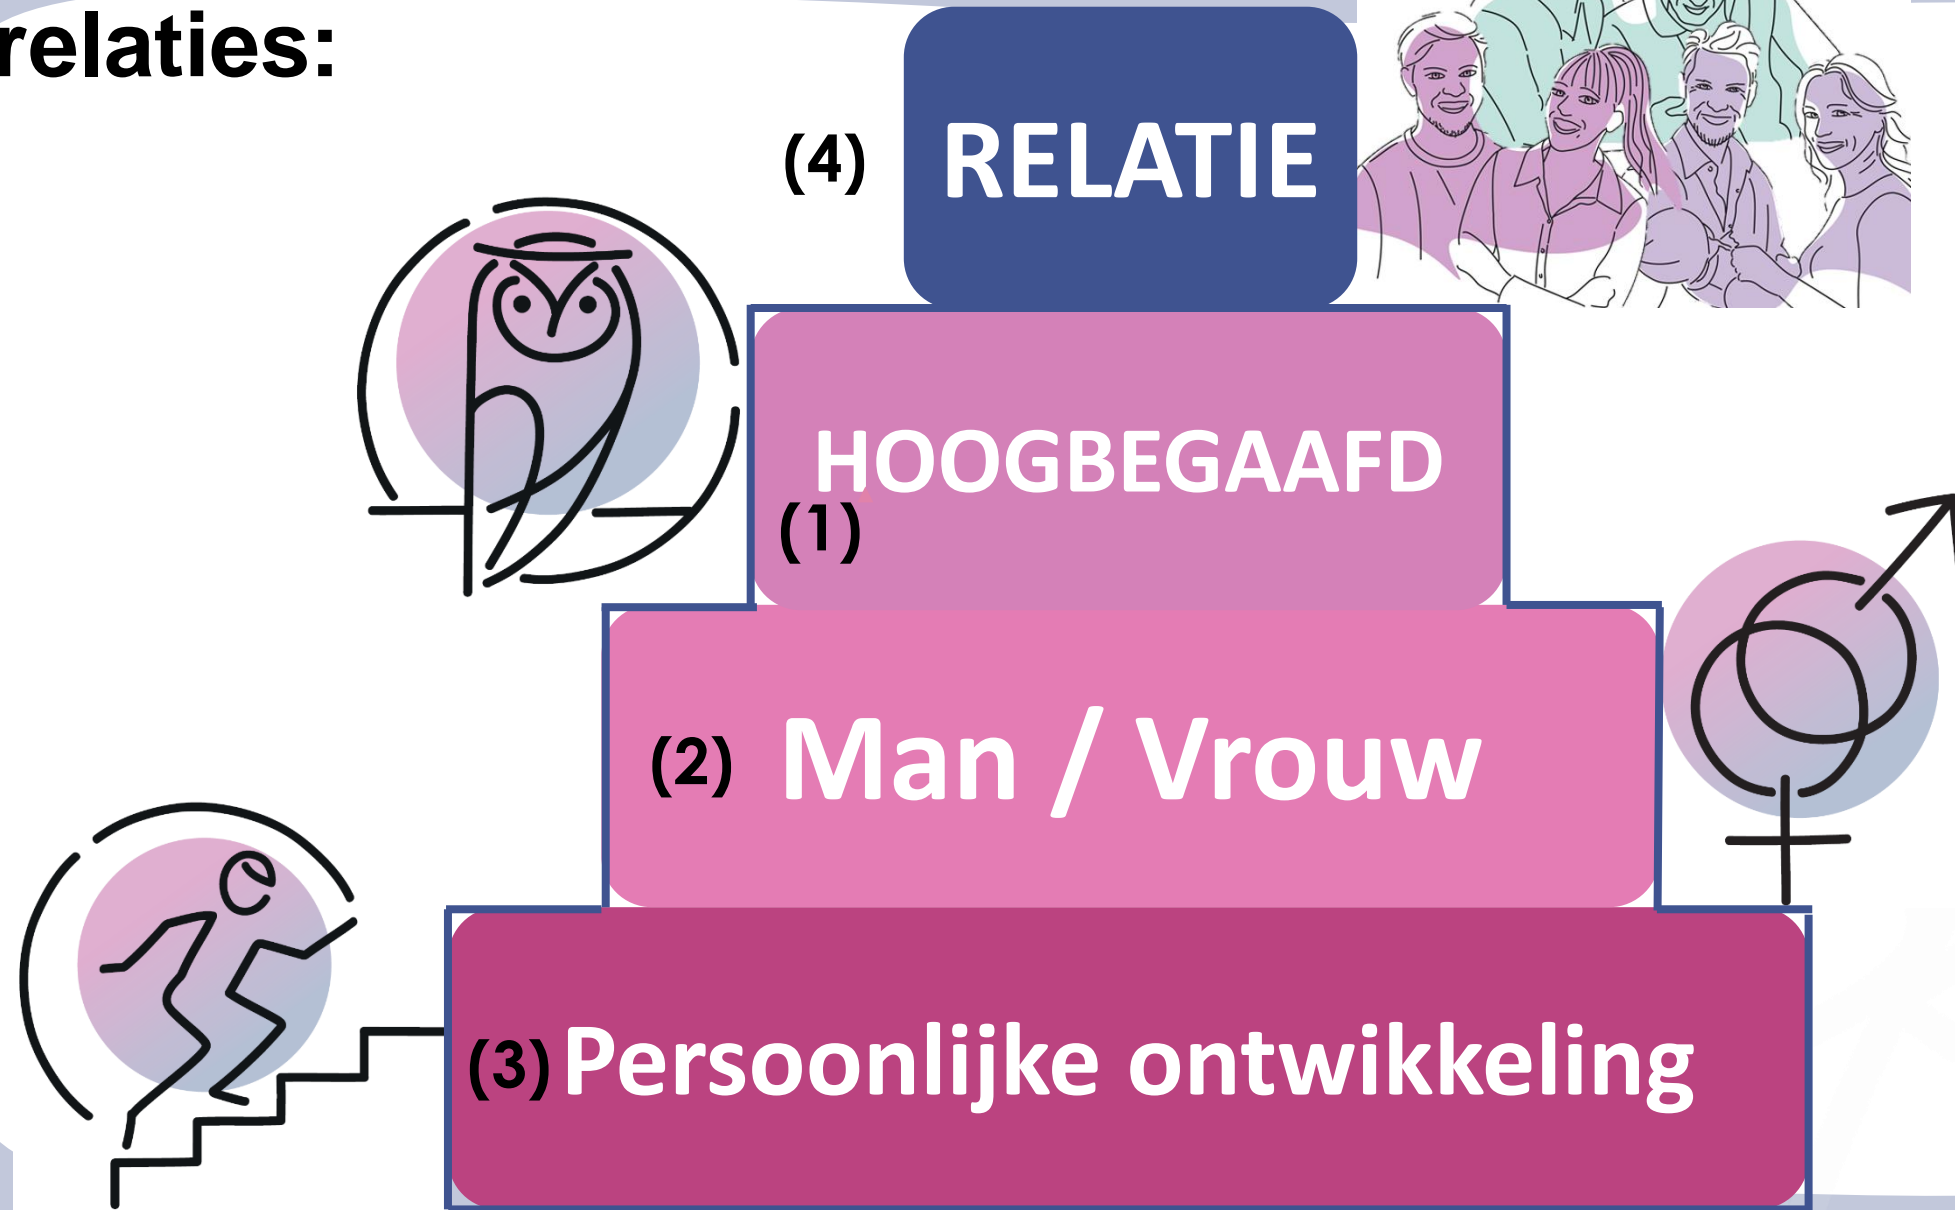 relaties:
(4) RELATIE
HOOGBEGAAFD
(1)
(2) Man / Vrouw
(3) Persoonlijke ontwikkeling